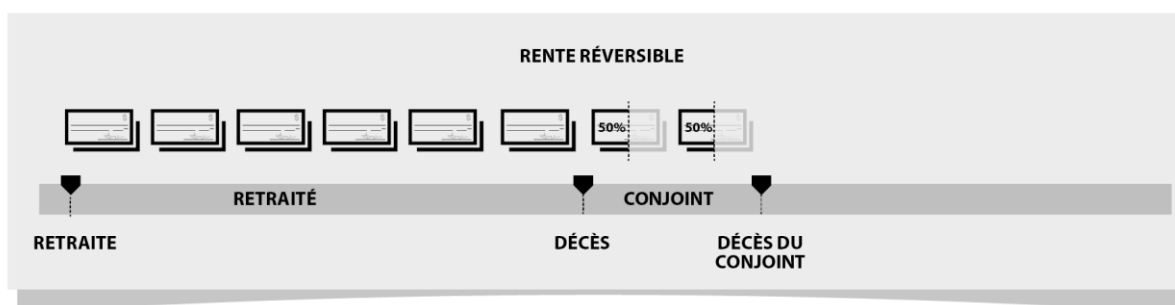 RENTE RÉVERSIBLE
$ $ $ $ $ $ 50% 50%
RETRAITÉ CONJOINT
RETRAITE DÉCÈS DÉCÈS DU
CONJOINT